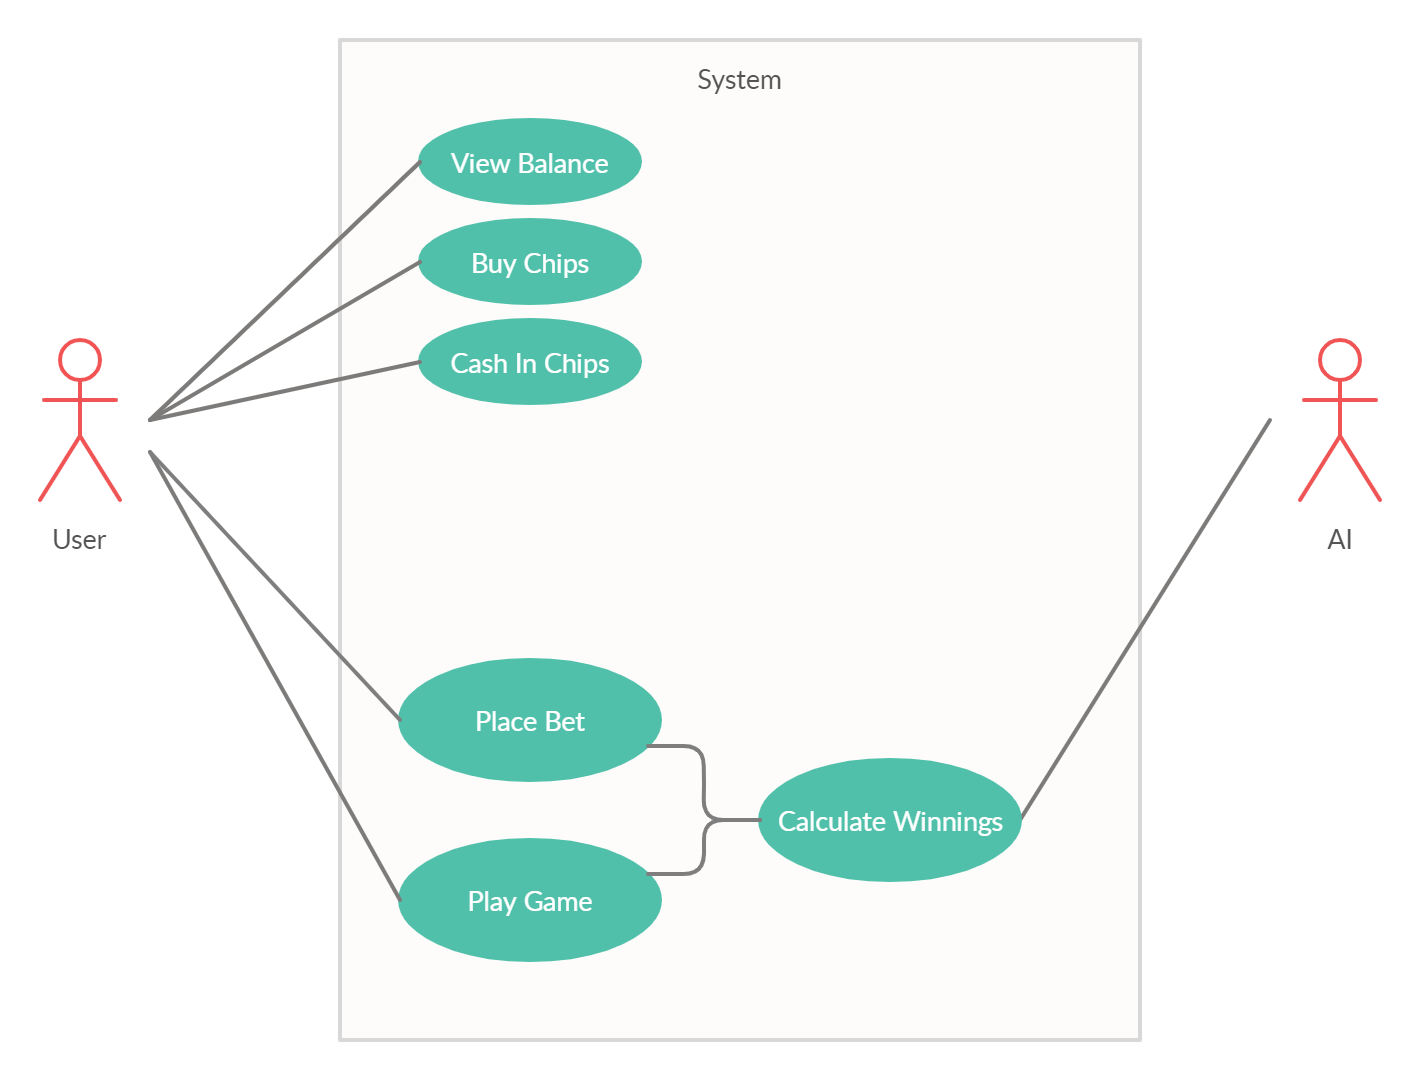 System
View Balance
Buy Chips
Cash In Chips
User
AI
Place Bet
Calculate Winnings
Play Game